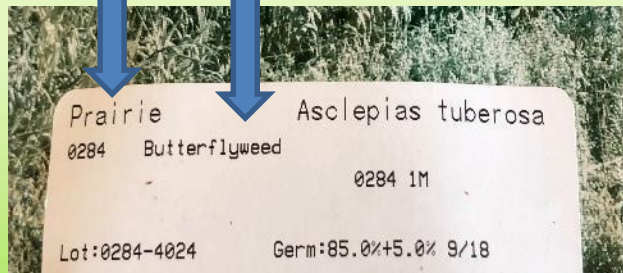 Prairie Asclepias tuberosa
0284 Butterflyweed
0284 1M
Lot:0284-4024 Germ:85.0%+5.0% 9/18